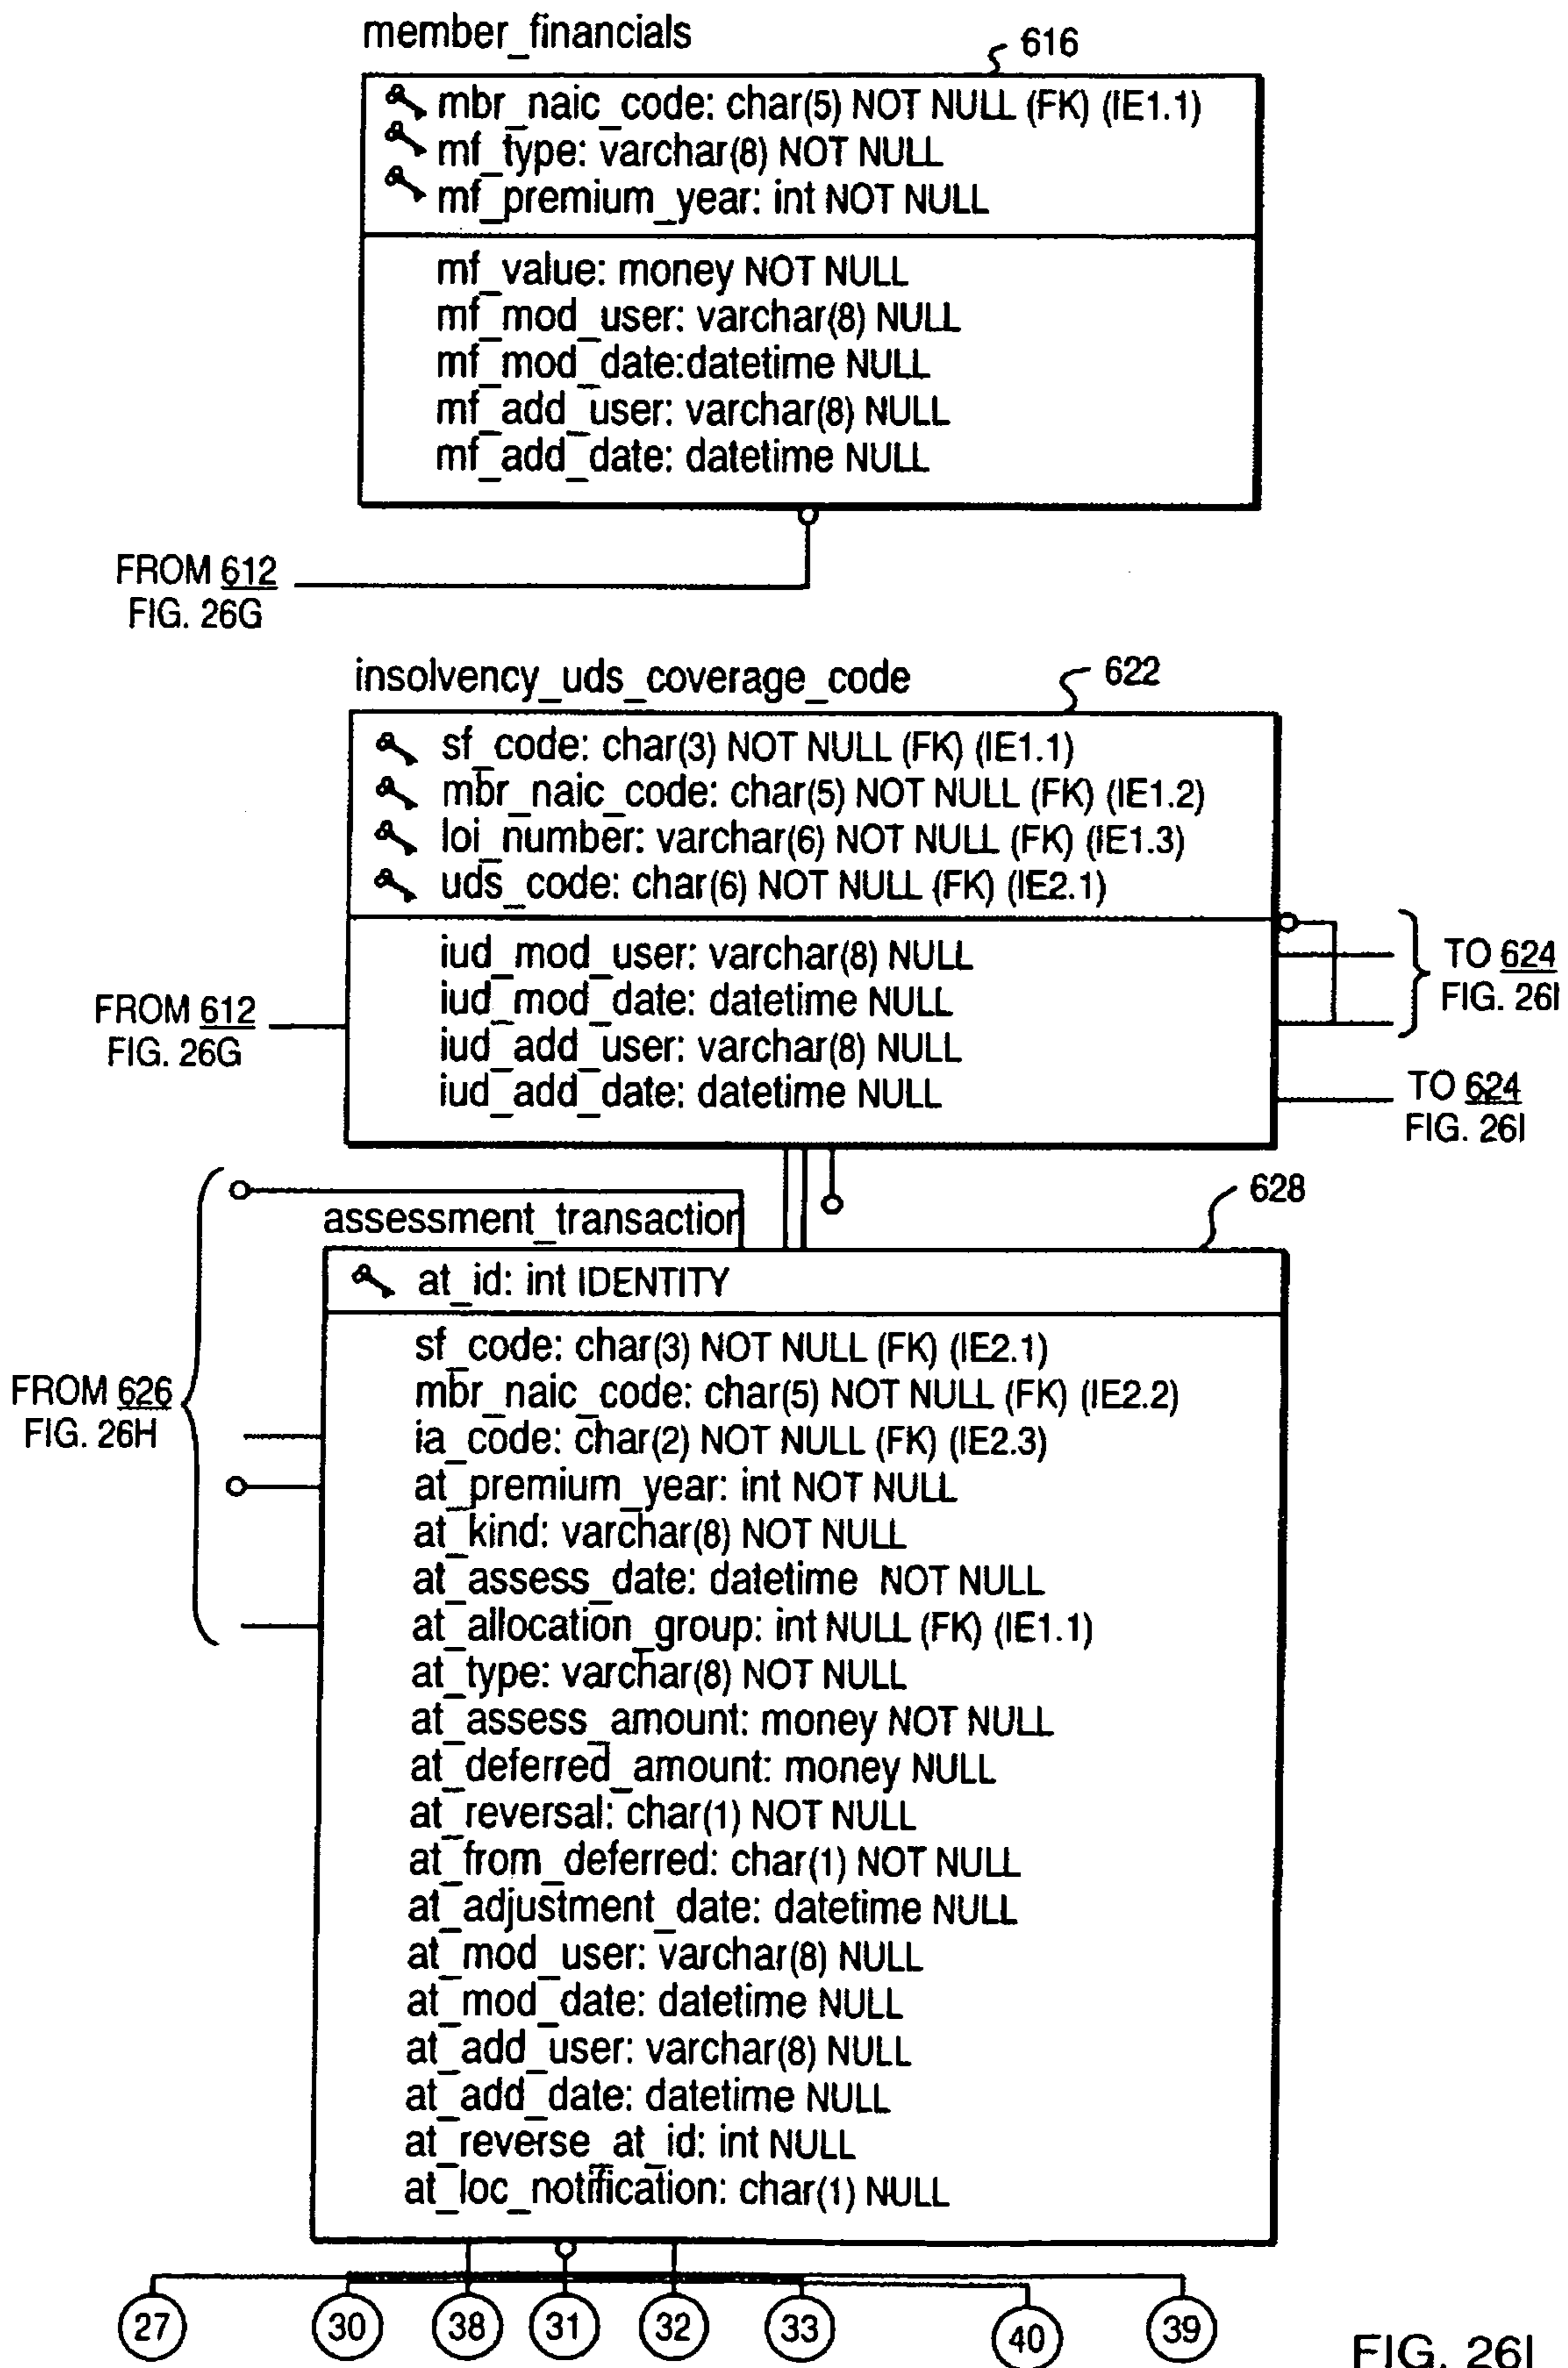 member_financials
616
mbr_naic_code: char(5) NOT NULL (FK) (IE1.1)
mf_type: varchar(8) NOT NULL
mf_premium_year: int NOT NULL
mf_value: money NOT NULL
mf_mod_user: varchar(8) NULL
mf_mod_date:datetime NULL
mf_add_user: varchar(8) NULL
mf_add_date: datetime NULL
FROM 612
FIG. 26G
insolvency_uds_coverage_code
622
sf_code: char(3) NOT NULL (FK) (IE1.1)
mbr_naic_code: char(5) NOT NULL (FK) (IE1.2)
loi_number: varchar(6) NOT NULL (FK) (IE1.3)
uds_code: char(6) NOT NULL (FK) (IE2.1)
iud_mod_user: varchar(8) NULL
iud_mod_date: datetime NULL
iud_add_user: varchar(8) NULL
iud_add_date: datetime NULL
FROM 612
FIG. 26G
TO 624
FIG. 26I
TO 624
FIG. 26I
assessment_transaction
628
at_id: int IDENTITY
sf_code: char(3) NOT NULL (FK) (IE2.1)
mbr_naic_code: char(5) NOT NULL (FK) (IE2.2)
ia_code: char(2) NOT NULL (FK) (IE2.3)
at_premium_year: int NOT NULL
at_kind: varchar(8) NOT NULL
at_assess_date: datetime NOT NULL
at_allocation_group: int NULL (FK) (IE1.1)
at_type: varchar(8) NOT NULL
at_assess_amount: money NOT NULL
at_deferred_amount: money NULL
at_reversal: char(1) NOT NULL
at_from_deferred: char(1) NOT NULL
at_adjustment_date: datetime NULL
at_mod_user: varchar(8) NULL
at_mod_date: datetime NULL
at_add_user: varchar(8) NULL
at_add_date: datetime NULL
at_reverse_at_id: int NULL
at_loc_notification: char(1) NULL
FROM 626
FIG. 26H
27 30 38 31 32 33 40 39
FIG. 26I